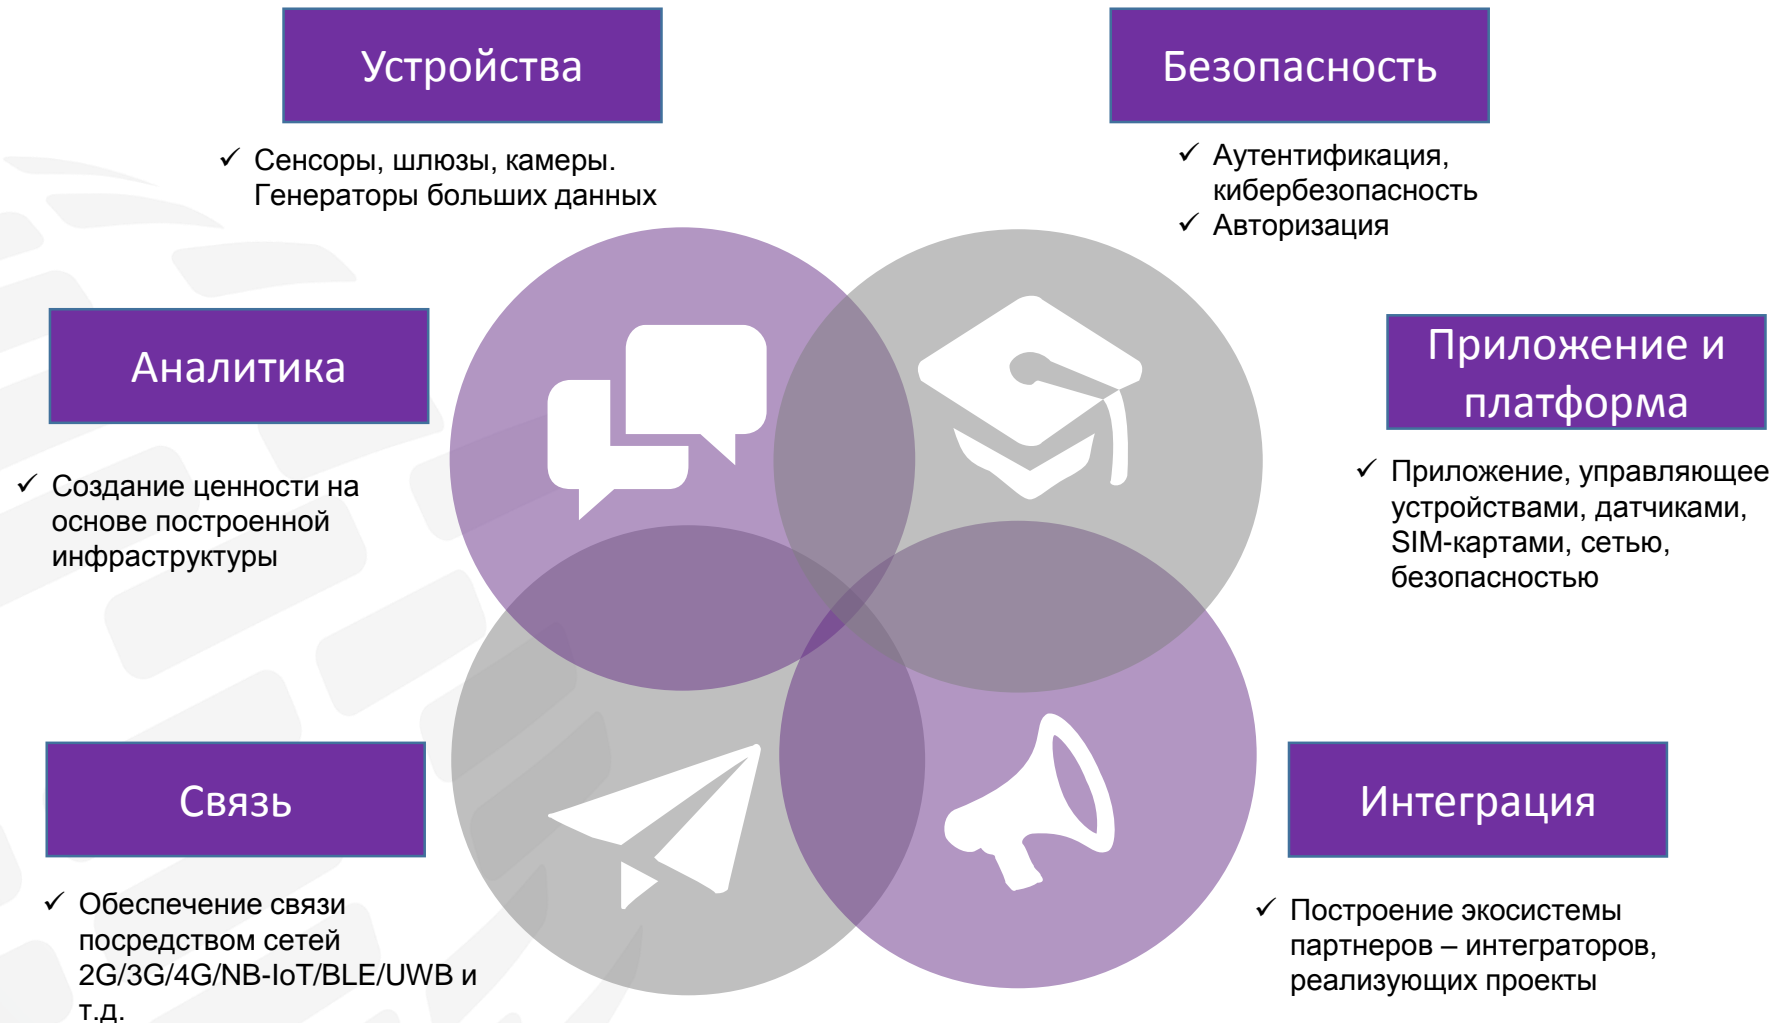 Устройства
✓ Сенсоры, шлюзы, камеры.
Генераторы больших данных
Безопасность
✓ Аутентификация,
кибербезопасность
✓ Авторизация
Аналитика
✓ Создание ценности на
основе построенной
инфраструктуры
Приложение и
платформа
✓ Приложение, управляющее
устройствами, датчиками,
SIM-картами, сетью,
безопасностью
Связь
✓ Обеспечение связи
посредством сетей
2G/3G/4G/NB-IoT/BLE/UWB и
т.д.
Интеграция
✓ Построение экосистемы
партнеров – интеграторов,
реализующих проекты